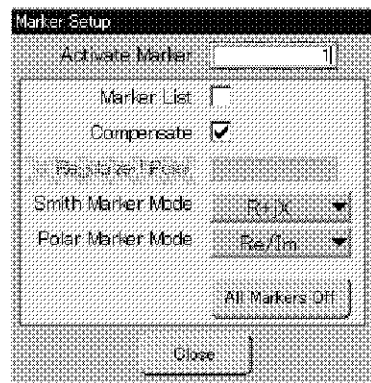 Marker Setup
Activate Marker 1
Marker List
Compensate
Smith Marker Mode R+jX
Polar Marker Mode Re/Im
All Markers Off
Close